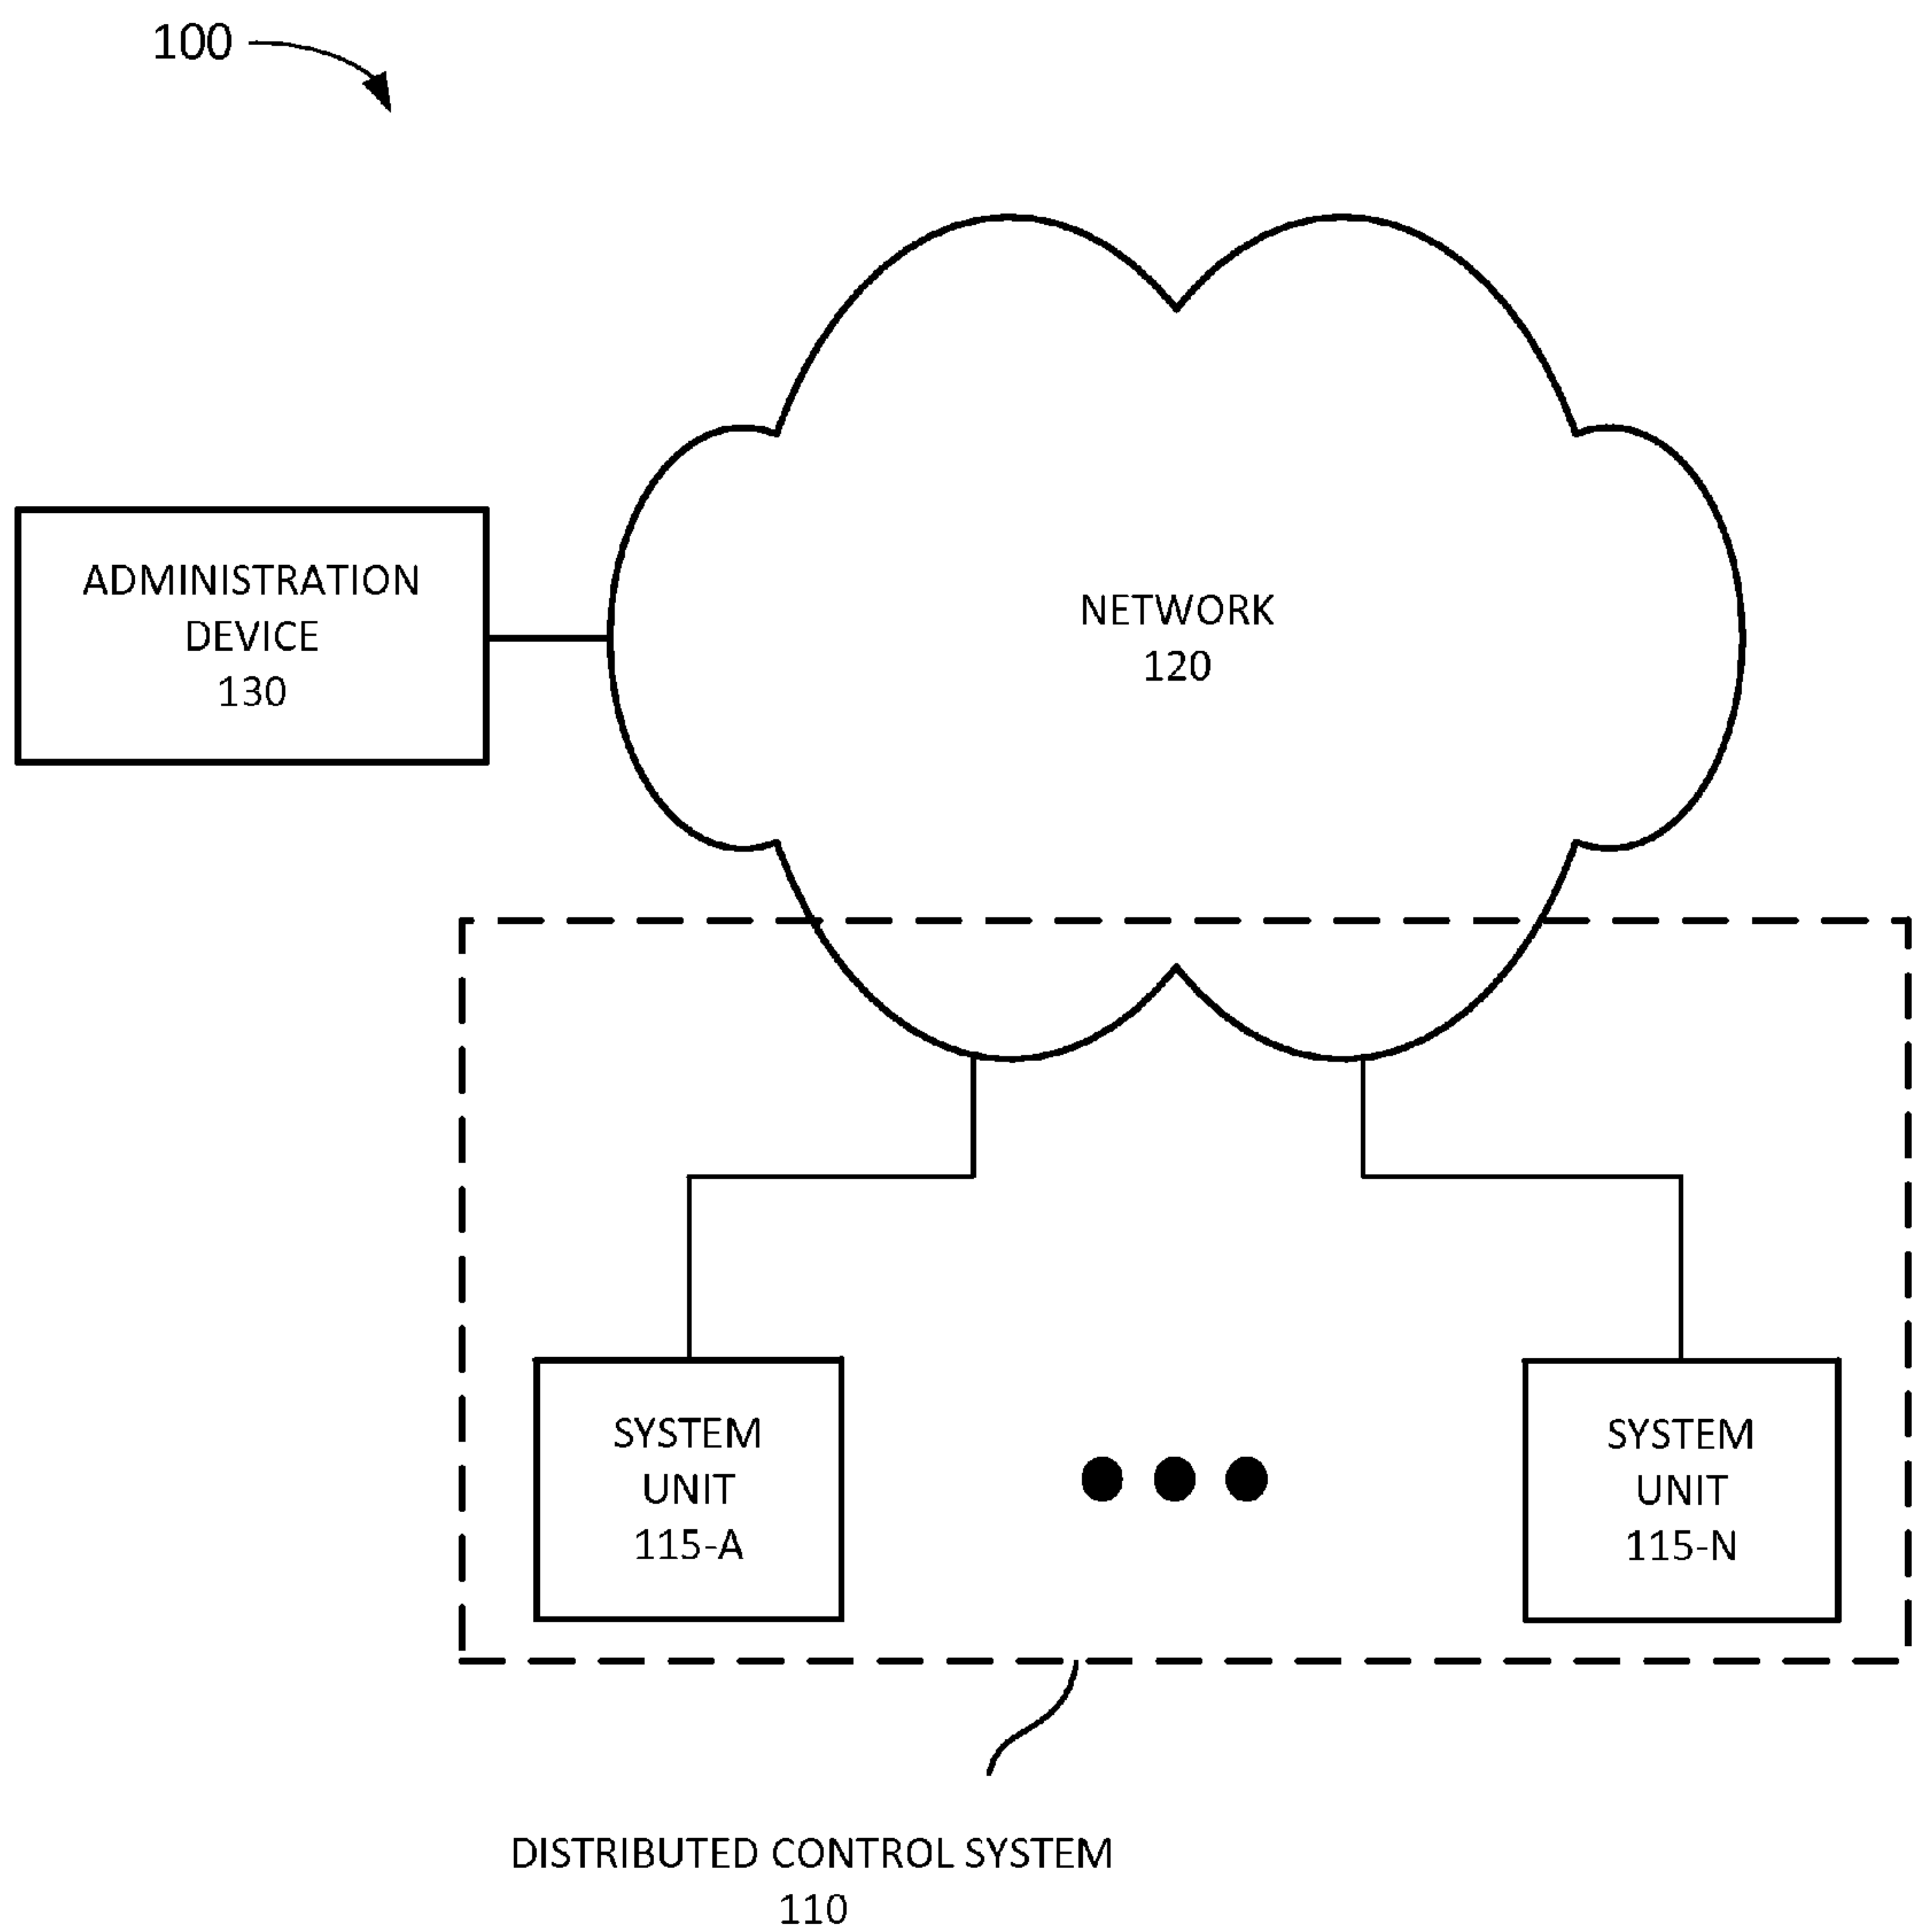 100
ADMINISTRATION
DEVICE
130
NETWORK
120
SYSTEM
UNIT
115-A
SYSTEM
UNIT
115-N
DISTRIBUTED CONTROL SYSTEM
110